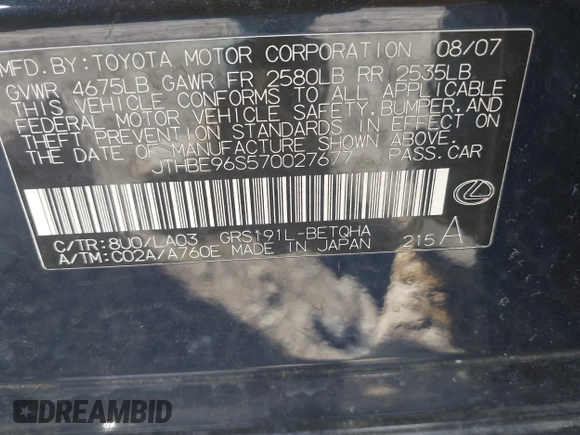 MFD. BY: TOYOTA MOTOR CORPORATION 08/07
GVWR 4675LB GAWR FR 2580LB RR 2535LB
THIS VEHICLE CONFORMS TO ALL APPLICABLE
FEDERAL MOTOR VEHICLE SAFETY, BUMPER, AND
THEFT PREVENTION STANDARDS IN EFFECT ON
THE DATE OF MANUFACTURE SHOWN ABOVE.
JTHBE96S570027677 PASS. CAR
C/TR: 8U0/LA03 GRS191L-BETQHA
A/TM: C02A/A760E MADE IN JAPAN 215 A
DREAMBID